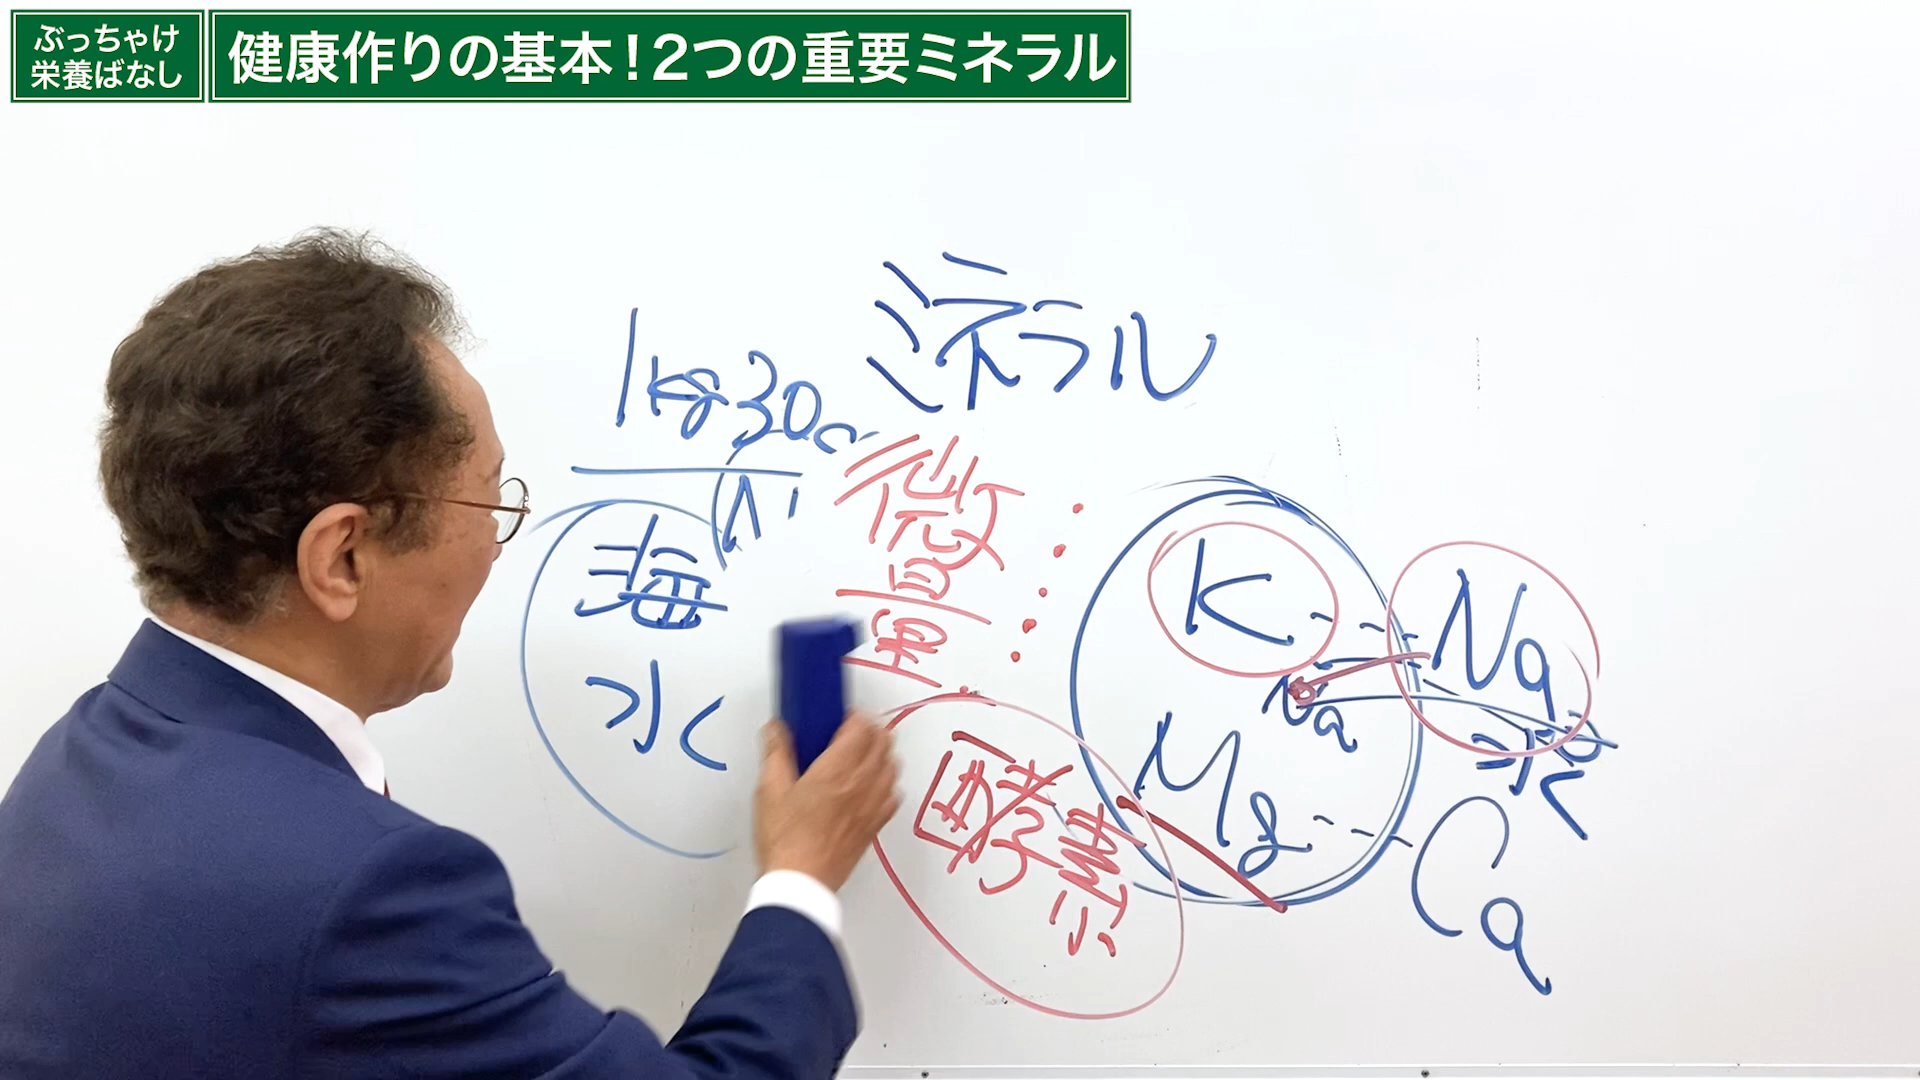 ぶっちゃけ
栄養ばなし
健康作りの基本！2つの重要ミネラル
ミネラル
1kg30
海
水
微
量
酵素
K
Na
Na
水
Mg
Ca